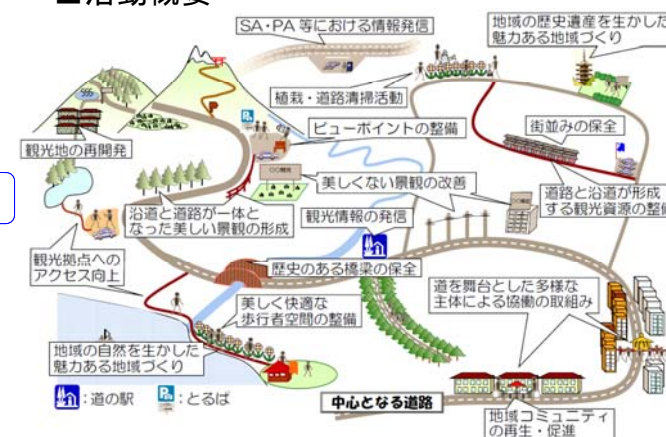 ■活動概要
SA・PA 等における情報発信
地域の歴史遺産を生かした
魅力ある地域づくり
植栽・道路清掃活動
ビューポイントの整備
街並みの保全
観光地の再開発
美しくない景観の改善
道路と沿道が形成
する観光資源の整備
沿道と道路が一体と
なった美しい景観の形成
観光情報の発信
観光拠点への
アクセス向上
歴史のある橋梁の保全
道を舞台とした多様な
主体による協働の取組み
美しく快適な
歩行者空間の整備
地域の自然を生かした
魅力ある地域づくり
:道の駅
:とるぱ
中心となる道路
地域コミュニティ
の再生・促進